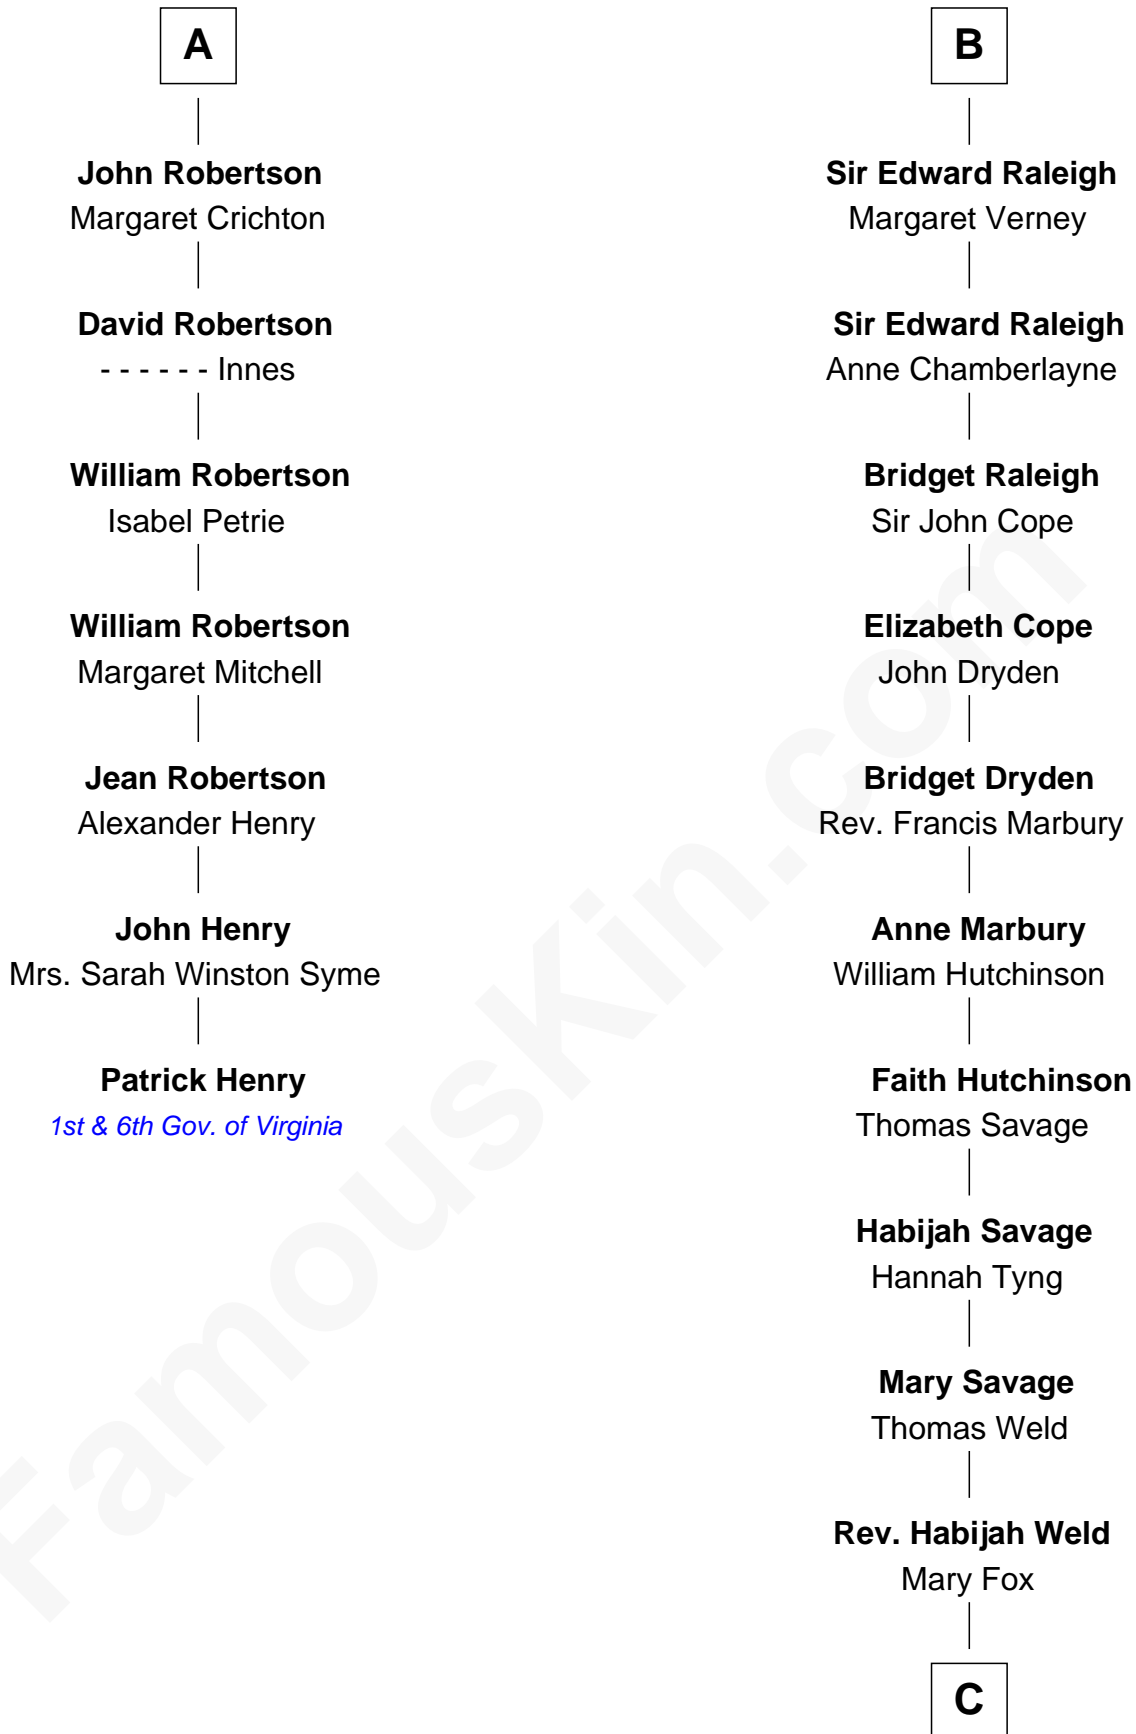 A
John Robertson
Margaret Crichton
David Robertson
- - - - - - Innes
William Robertson
Isabel Petrie
William Robertson
Margaret Mitchell
Jean Robertson
Alexander Henry
John Henry
Mrs. Sarah Winston Syme
Patrick Henry
1st & 6th Gov. of Virginia
B
Sir Edward Raleigh
Margaret Verney
Sir Edward Raleigh
Anne Chamberlayne
Bridget Raleigh
Sir John Cope
Elizabeth Cope
John Dryden
Bridget Dryden
Rev. Francis Marbury
Anne Marbury
William Hutchinson
Faith Hutchinson
Thomas Savage
Habijah Savage
Hannah Tyng
Mary Savage
Thomas Weld
Rev. Habijah Weld
Mary Fox
C
FamousKin.com